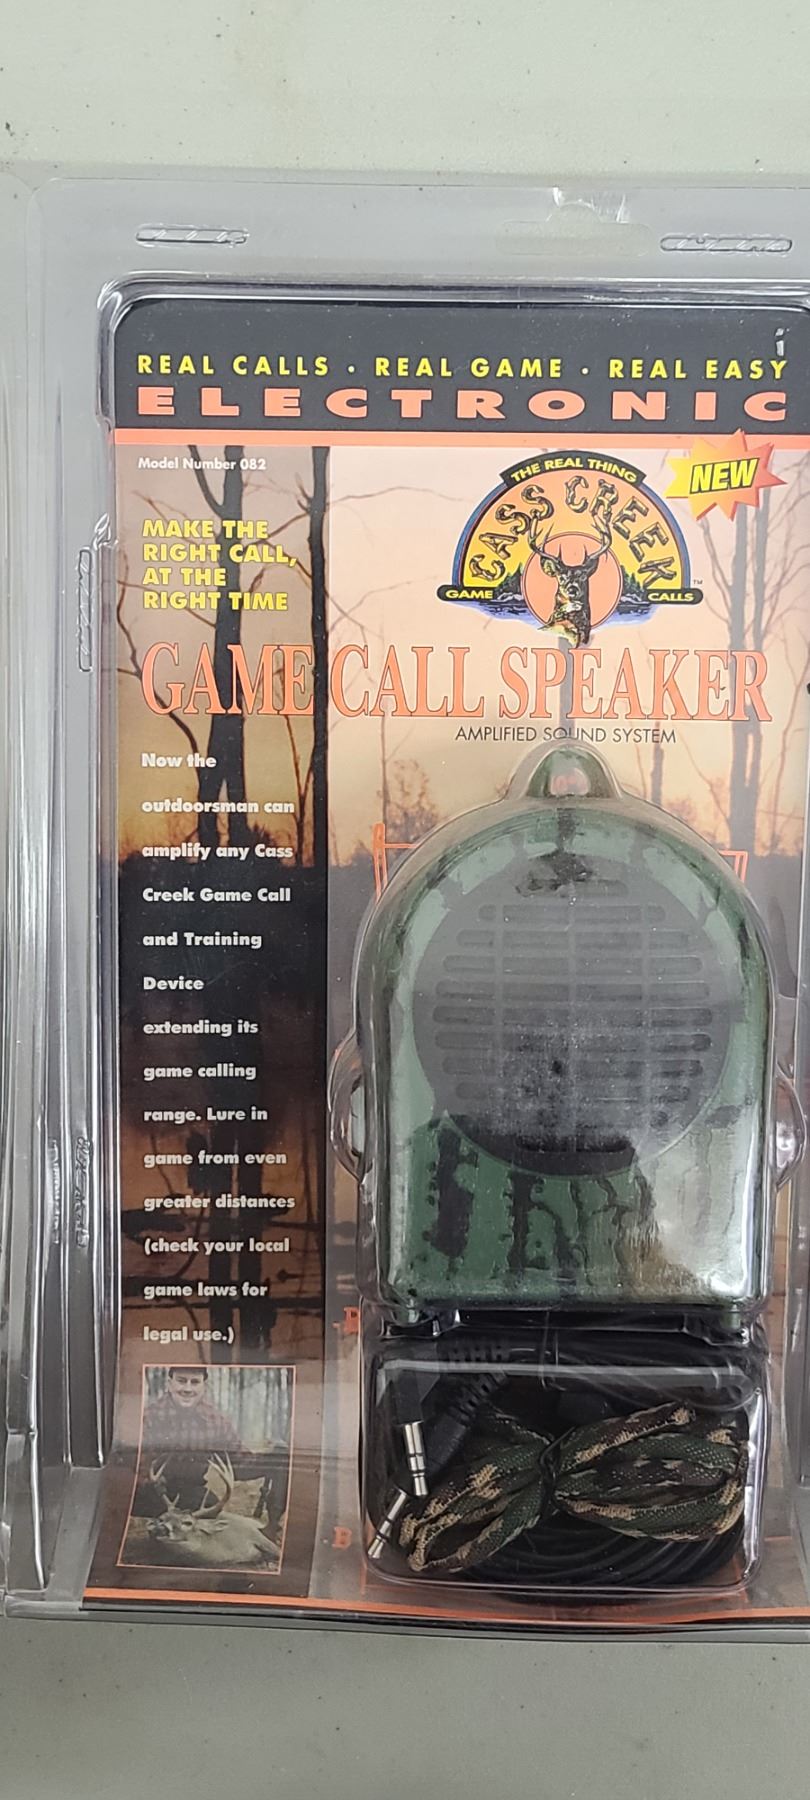 REAL CALLS • REAL GAME • REAL EASY
ELECTRONIC
Model Number 082
NEW
THE REAL THING
CASS CREEK
GAME CALLS
™
MAKE THE
RIGHT CALL,
AT THE
RIGHT TIME
GAME CALL SPEAKER
AMPLIFIED SOUND SYSTEM
Now the
outdoorsman can
amplify any Cass
Creek Game Call
and Training
Device
extending its
game calling
range. Lure in
game from even
greater distances
(check your local
game laws for
legal use.)